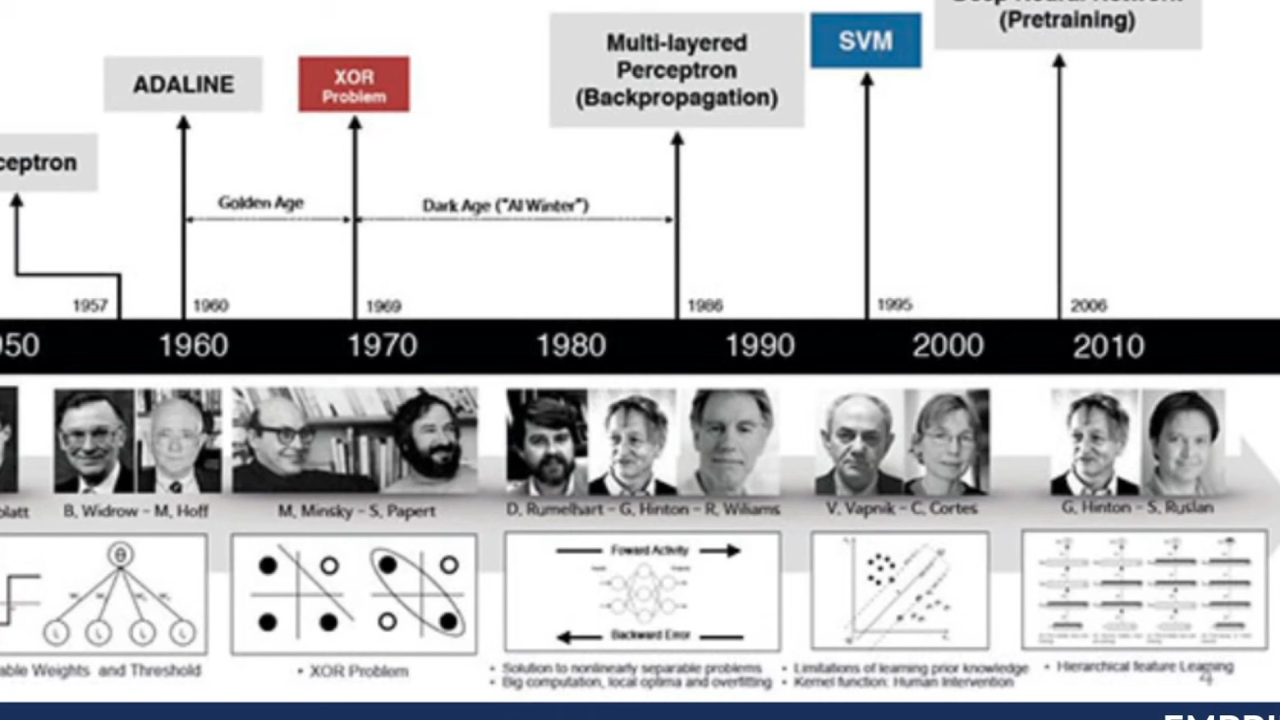 (Pretraining)
SVM
Multi-layered
Perceptron
(Backpropagation)
ADALINE
XOR
Problem
ceptron
Golden Age
Dark Age ("AI Winter")
1957
1960
1969
1986
1995
2006
950
1960
1970
1980
1990
2000
2010
latt
B, Widrow – M, Hoff
M, Minsky – S, Papert
D, Rumelhart – G, Hinton – R, Wiliams
V, Vapnik – C, Cortes
G, Hinton – S, Ruslan
Foward Activity
Backward Error
able Weights and Threshold
• XOR Problem
• Solution to nonlinearly separable problems
• Big computation, local optima and overfitting
• Limitations of learning prior knowledge
• Kernel function: Human Intervention
• Hierarchical feature Learning
4